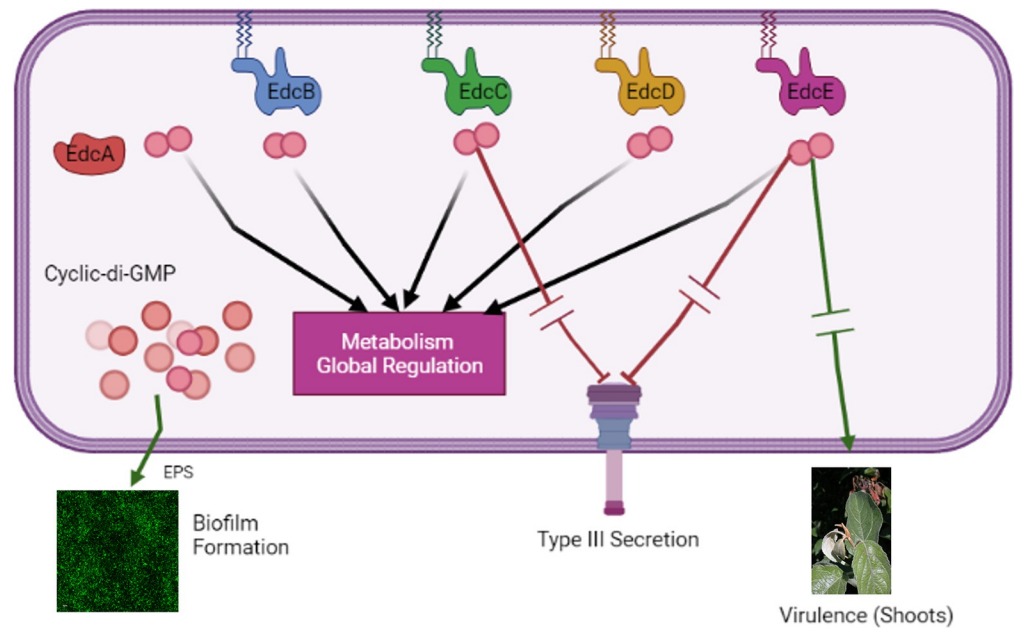 EdcB
EdcC
EdcD
EdcE
EdcA
Cyclic-di-GMP
Metabolism
Global Regulation
EPS
Biofilm
Formation
Type III Secretion
Virulence (Shoots)